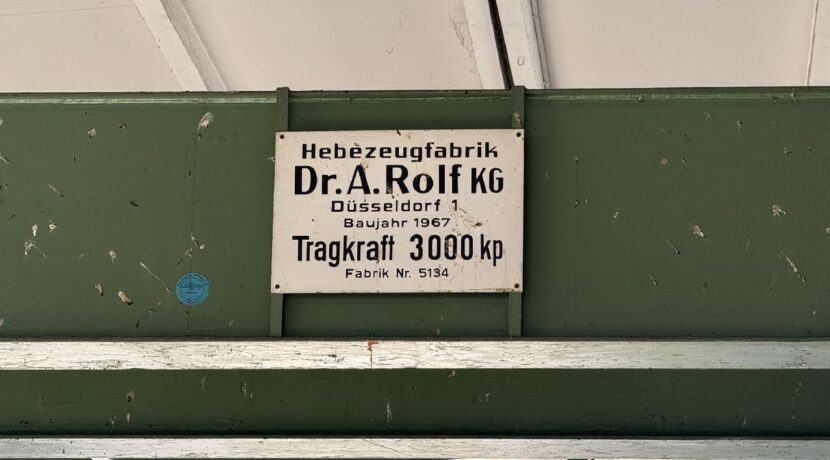 Hebezeugfabrik
Dr. A. Rolf KG
Düsseldorf 1
Baujahr 1967
Tragkraft 3000 kp
Fabrik Nr. 5134